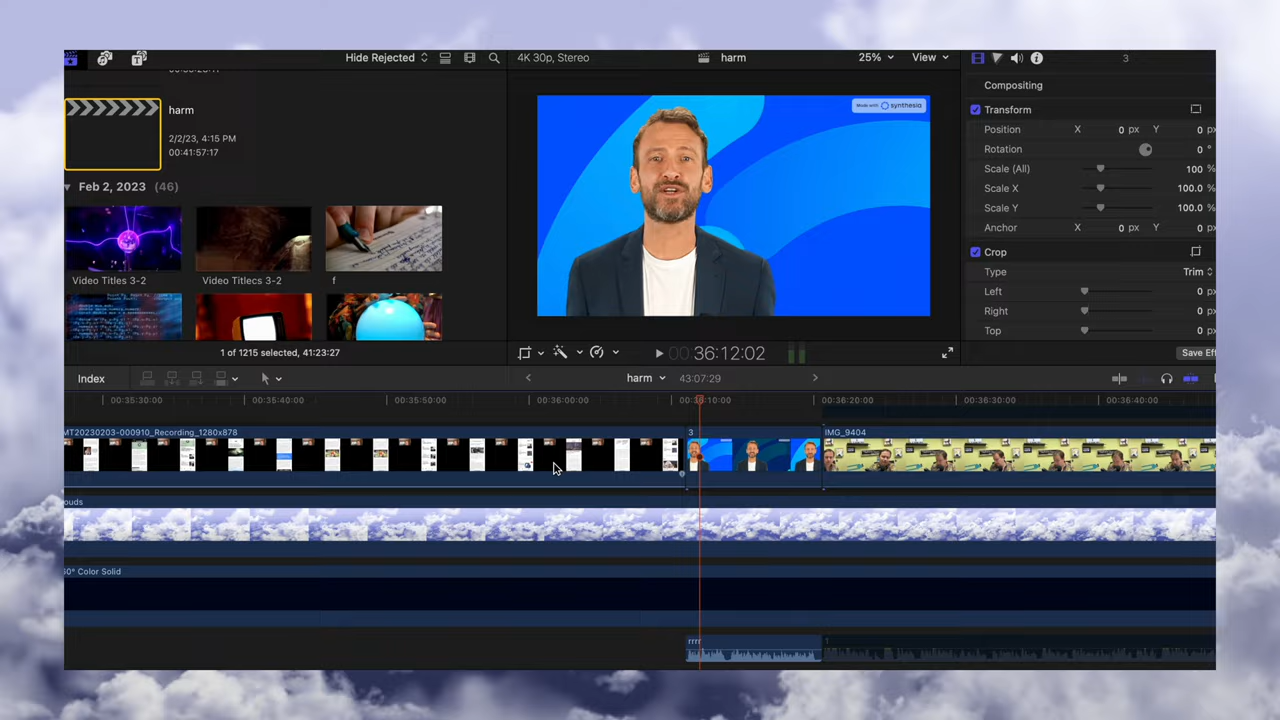 Hide Rejected
4K 30p, Stereo
harm
25%
View
3
harm
2/2/23, 4:15 PM
00:41:57:17
Feb 2, 2023 (46)
Video Titles 3-2
Video Titlecs 3-2
f
1 of 1215 selected, 41:23:27
Made with synthesia
00 36:12:02
Compositing
Transform
Position X 0 px Y 0 px
Rotation 0 °
Scale (All) 100 %
Scale X 100.0 %
Scale Y 100.0 %
Anchor X 0 px Y 0 px
Crop
Type Trim
Left 0 px
Right 0 px
Top 0 px
Save Eff
Index
harm
43:07:29
00:35:30:00
00:35:40:00
00:35:50:00
00:36:00:00
00:36:10:00
00:36:20:00
00:36:30:00
00:36:40:00
MT20230203-000910_Recording_1280x878
3
IMG_9404
ouds
60° Color Solid
rrrr
1